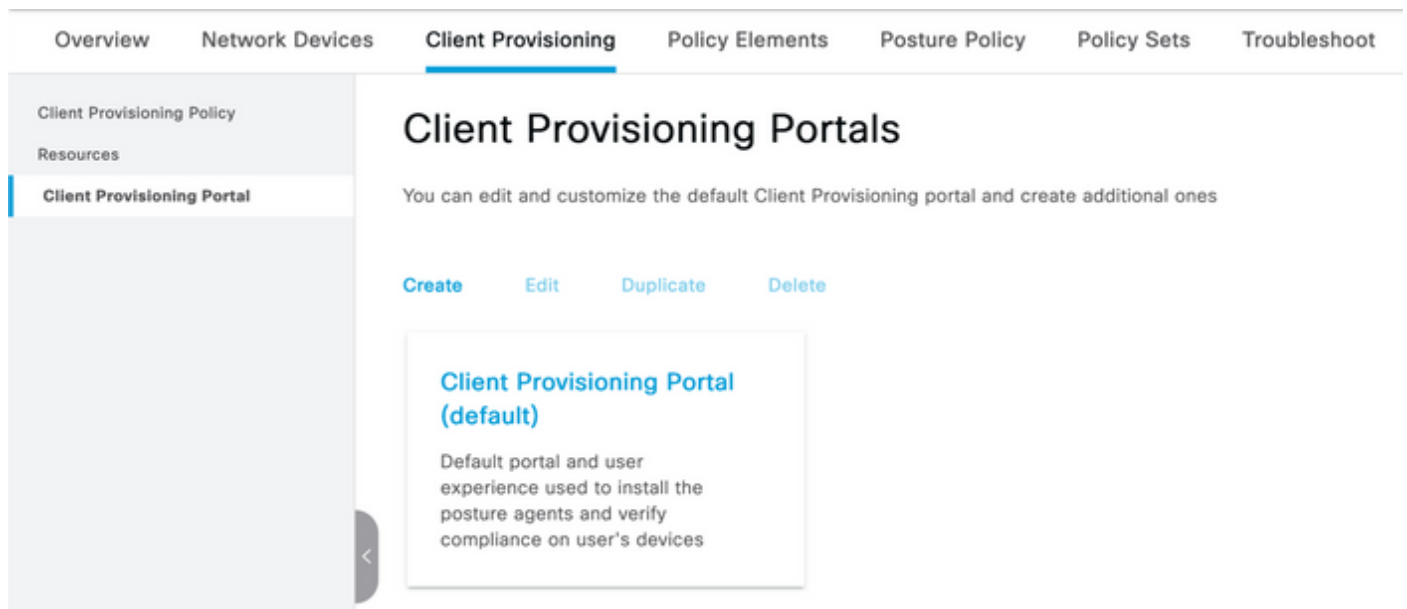 Overview Network Devices Client Provisioning Policy Elements Posture Policy Policy Sets Troubleshoot
Client Provisioning Policy
Resources
Client Provisioning Portal
Client Provisioning Portals
You can edit and customize the default Client Provisioning portal and create additional ones
Create Edit Duplicate Delete
Client Provisioning Portal
(default)
Default portal and user
experience used to install the
posture agents and verify
compliance on user's devices